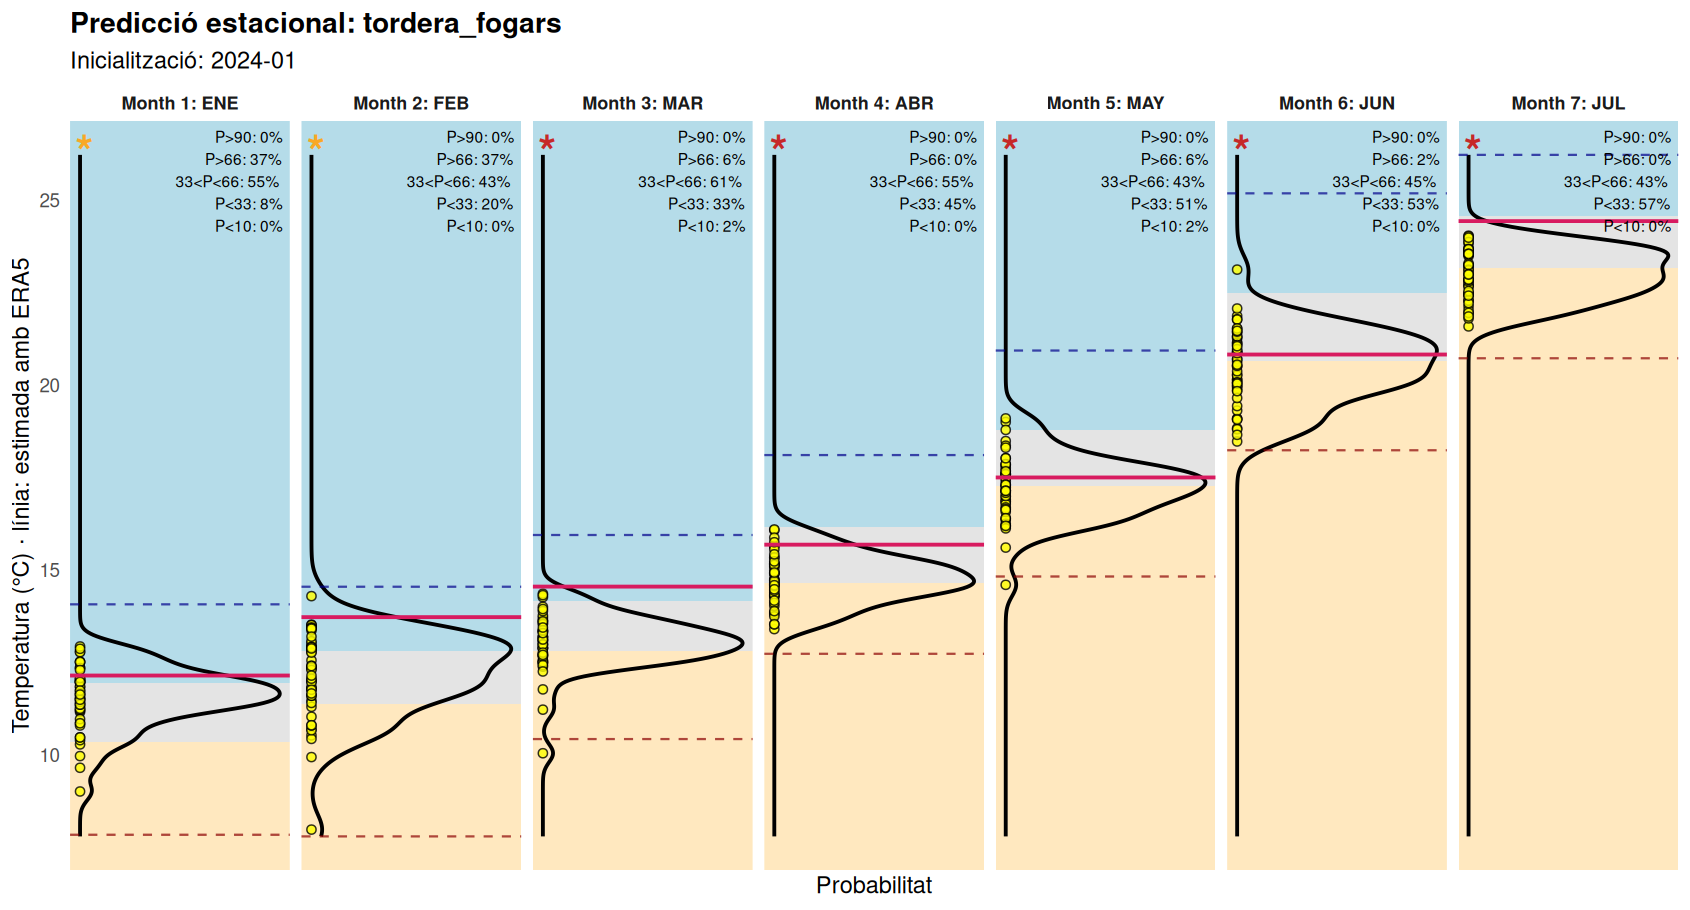 Predicció estacional: tordera_fogars
Inicialització: 2024-01
Month 1: ENE
Month 2: FEB
Month 3: MAR
Month 4: ABR
Month 5: MAY
Month 6: JUN
Month 7: JUL
P>90: 0%
P>66: 37%
33<P<66: 55%
P<33: 8%
P<10: 0%
P>90: 0%
P>66: 37%
33<P<66: 43%
P<33: 20%
P<10: 0%
P>90: 0%
P>66: 6%
33<P<66: 61%
P<33: 33%
P<10: 2%
P>90: 0%
P>66: 0%
33<P<66: 55%
P<33: 45%
P<10: 0%
P>90: 0%
P>66: 6%
33<P<66: 43%
P<33: 51%
P<10: 2%
P>90: 0%
P>66: 2%
33<P<66: 45%
P<33: 53%
P<10: 0%
P>90: 0%
P>66: 0%
33<P<66: 43%
P<33: 57%
P<10: 0%
25
20
15
10
Temperatura (°C) · línia: estimada amb ERA5
Probabilitat